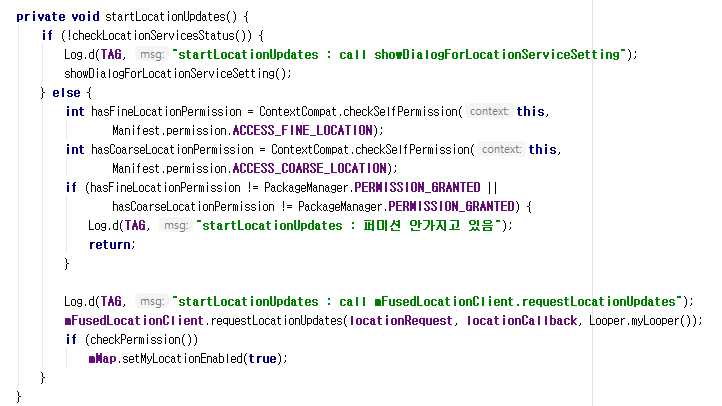 private void startLocationUpdates() {
if (!checkLocationServicesStatus()) {
Log.d(TAG, msg: "startLocationUpdates : call showDialogForLocationServiceSetting");
showDialogForLocationServiceSetting();
} else {
int hasFineLocationPermission = ContextCompat.checkSelfPermission( context: this,
Manifest.permission.ACCESS_FINE_LOCATION);
int hasCoarseLocationPermission = ContextCompat.checkSelfPermission( context: this,
Manifest.permission.ACCESS_COARSE_LOCATION);
if (hasFineLocationPermission != PackageManager.PERMISSION_GRANTED ||
hasCoarseLocationPermission != PackageManager.PERMISSION_GRANTED) {
Log.d(TAG, msg: "startLocationUpdates : 퍼미션 안가지고 있음");
return;
}
Log.d(TAG, msg: "startLocationUpdates : call mFusedLocationClient.requestLocationUpdates");
mFusedLocationClient.requestLocationUpdates(locationRequest, locationCallback, Looper.myLooper());
if (checkPermission())
mMap.setMyLocationEnabled(true);
}
}